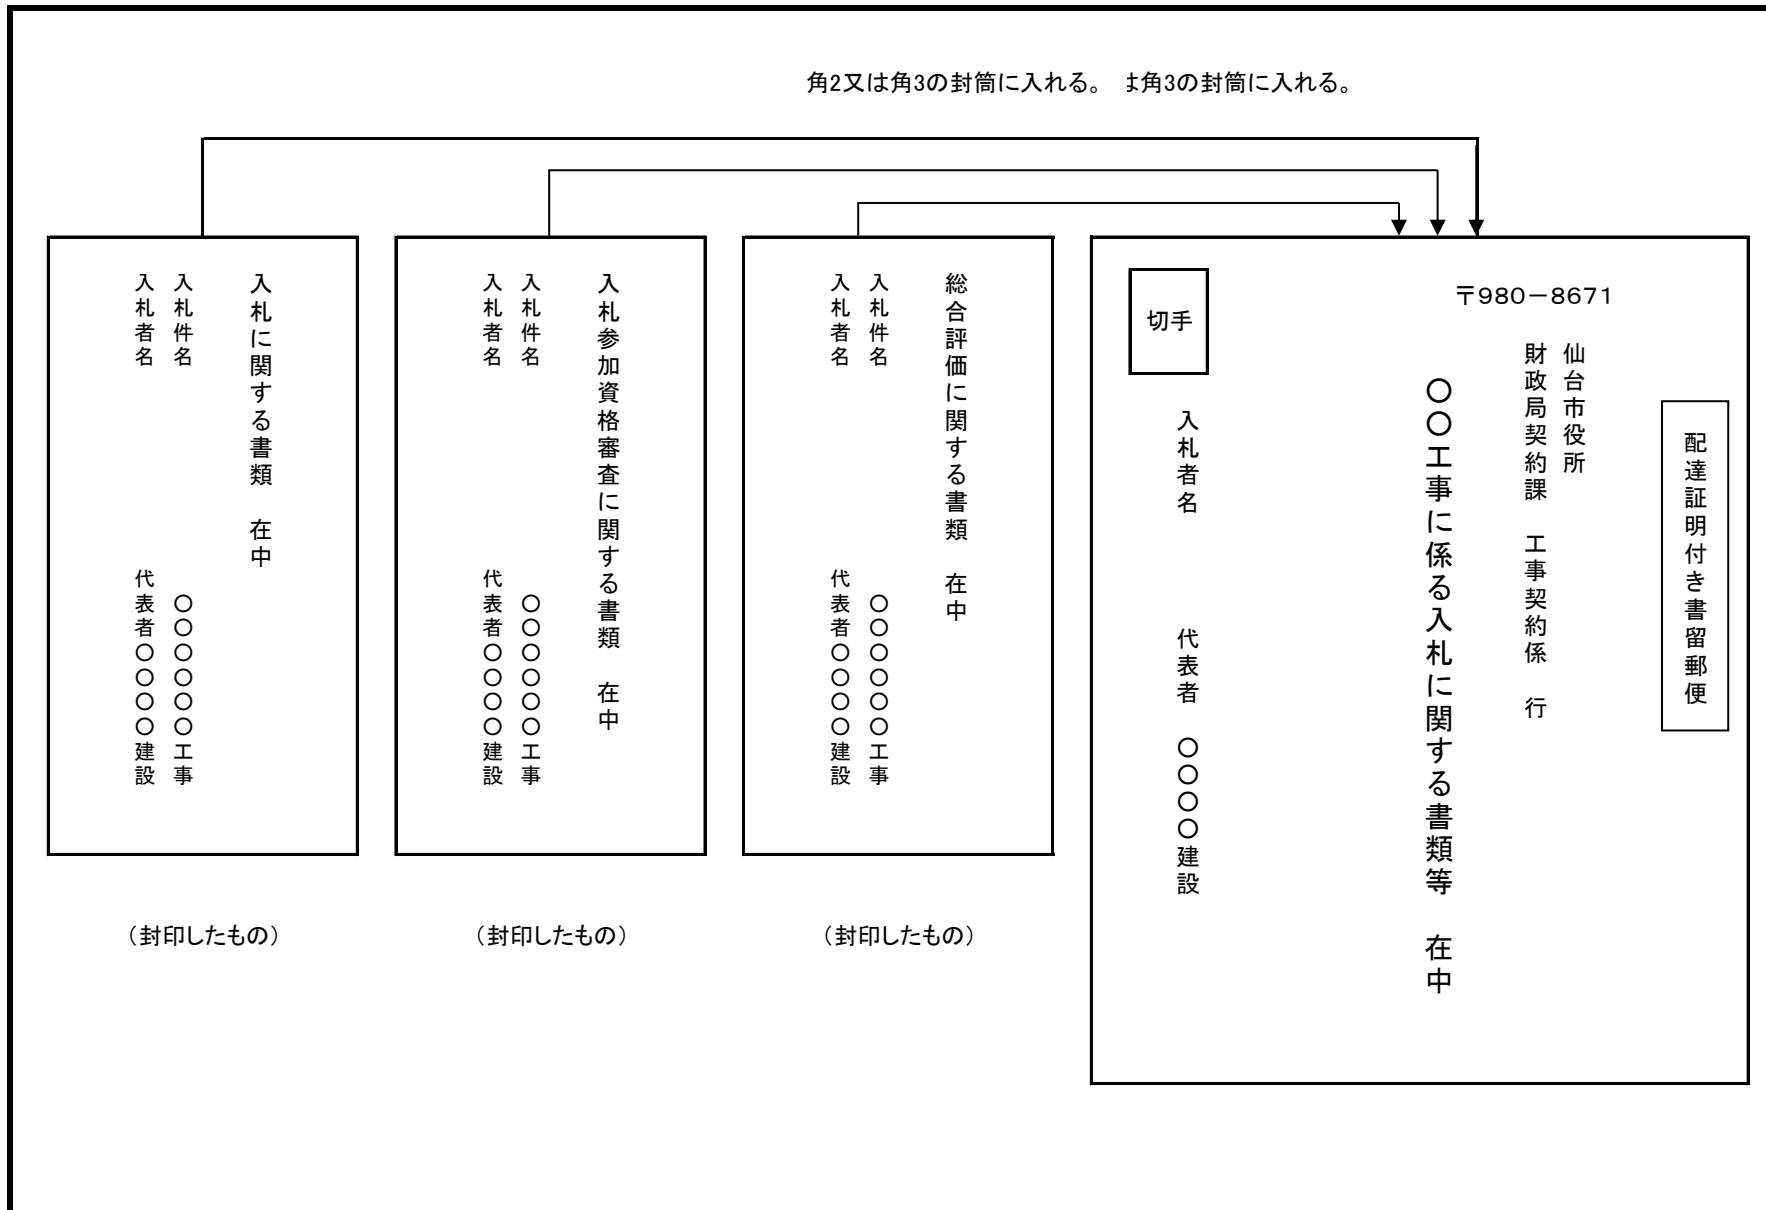 角2又は角3の封筒に入れる。 は角3の封筒に入れる。
入札に関する書類　在中
入札件名　〇〇〇〇〇〇工事
入札者名　代表者〇〇〇〇建設
（封印したもの）
入札参加資格審査に関する書類　在中
入札件名　〇〇〇〇〇〇工事
入札者名　代表者〇〇〇〇建設
（封印したもの）
総合評価に関する書類　在中
入札件名　〇〇〇〇〇〇工事
入札者名　代表者〇〇〇〇建設
（封印したもの）
配達証明付き書留郵便
〒980－8671
仙台市役所
財政局契約課　工事契約係　行
〇〇工事に係る入札に関する書類等　在中
切手
入札者名　代表者　〇〇〇〇建設